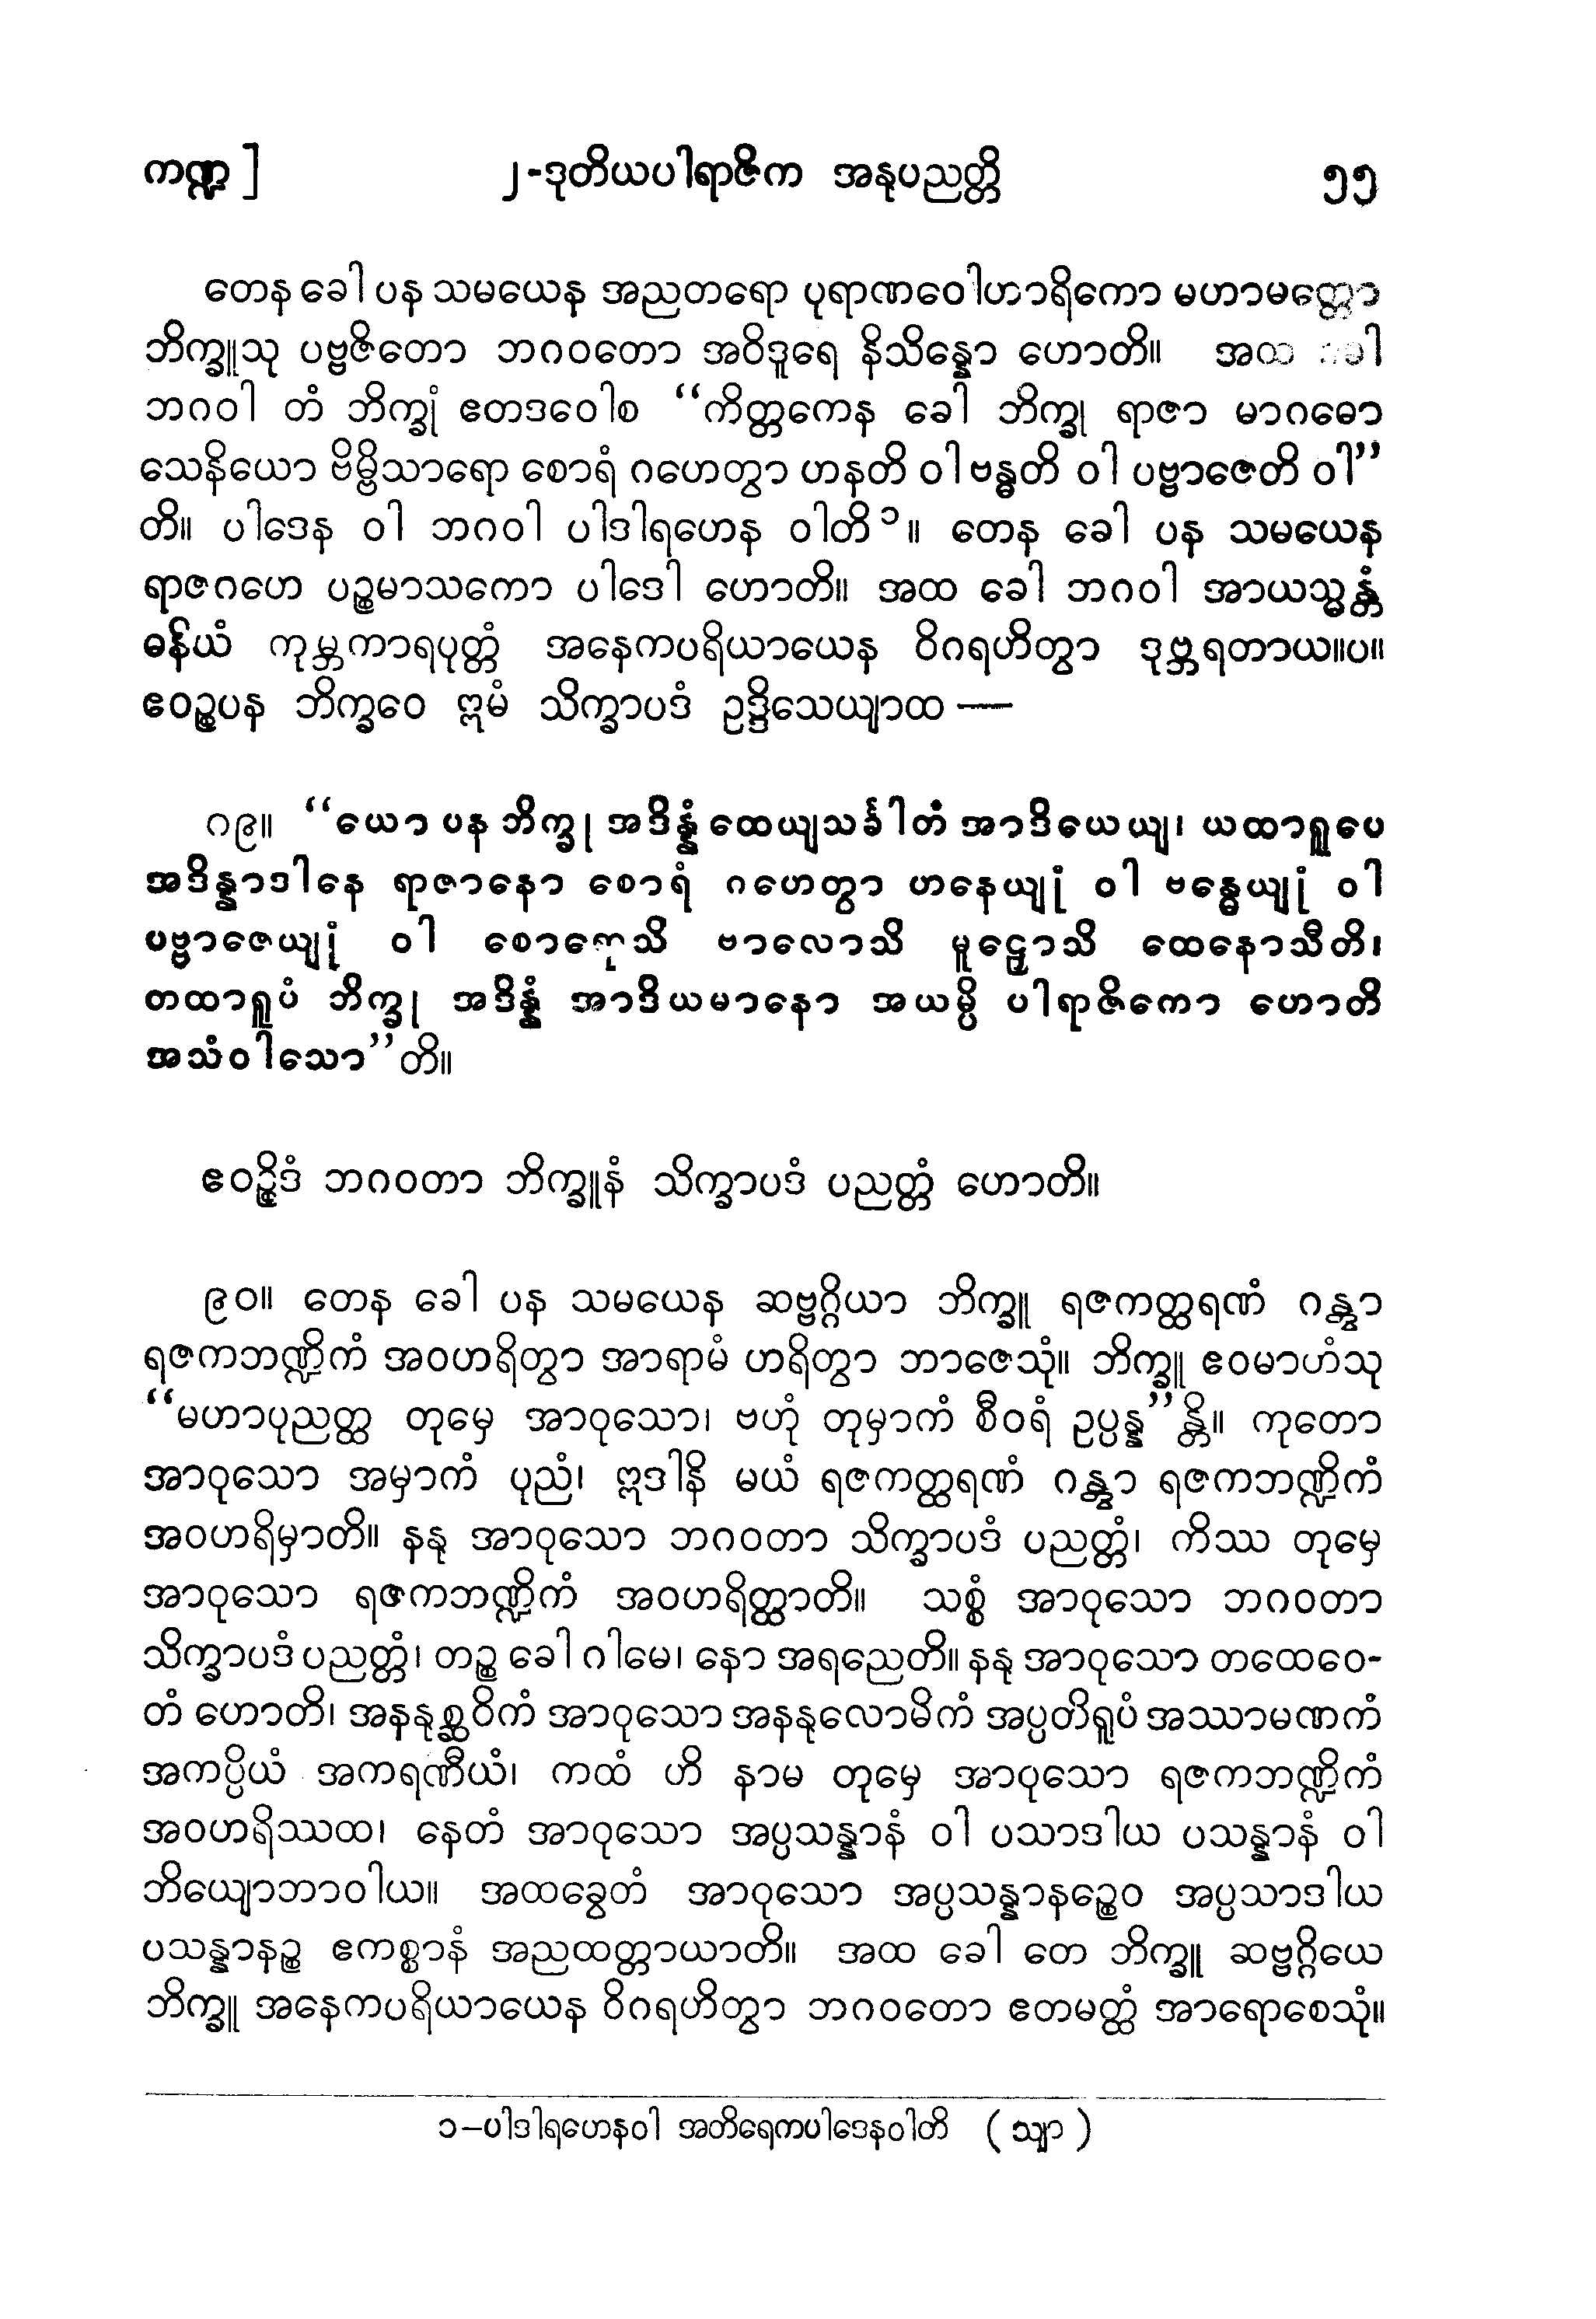 ကဏ္ဍ ] ၂-ဒုတိယပါရာဇိက အနုပညတ္တိ ၅၅
တေန ခေါ ပန သမယေန အညတရော ပုရာဏဝေါဟာရိကော မဟာမတ္တော
ဘိက္ခူသု ပဗ္ဗဇိတော ဘဂဝတော အဝိဒူရေ နိသိန္နော ဟောတိ။ အထ ခေါ
ဘဂဝါ တံ ဘိက္ခုံ ဧတဒဝေါစ “ကိတ္တကေန ခေါ ဘိက္ခု ရာဇာ မာဂဓော
သေနိယော ဗိမ္ဗိသာရော စောရံ ဂဟေတွာ ဟနတိ ဝါ ဗန္ဓတိ ဝါ ပဗ္ဗာဇေတိ ဝါ”
တိ။ ပါဒေန ဝါ ဘဂဝါ ပါဒါရဟေန ဝါတိ၁။ တေန ခေါ ပန သမယေန
ရာဇဂဟေ ပဉ္စမာသကော ပါဒေါ ဟောတိ။ အထ ခေါ ဘဂဝါ အာယသ္မန္တံ
ဓနိယံ ကုမ္ဘကာရပုတ္တံ အနေကပရိယာယေန ဝိဂရဟိတွာ ဒုဗ္ဘရတာယ။ပ။
ဧဝဉ္စပန ဘိက္ခဝေ ဣမံ သိက္ခာပဒံ ဥဒ္ဒိသေယျာထ —
၈၉။ “ယော ပန ဘိက္ခု အဒိန္နံ ထေယျသင်္ခါတံ အာဒိယေယျ၊ ယထာရူပေ
အဒိန္နာဒါနေ ရာဇာနော စောရံ ဂဟေတွာ ဟနေယျုံ ဝါ ဗန္ဓေယျုံ ဝါ
ပဗ္ဗာဇေယျုံ ဝါ စောရောသိ ဗာလောသိ မူဠှောသိ ထေနောသီတိ၊
တထာရူပံ ဘိက္ခု အဒိန္နံ အာဒိယမာနော အယမ္ပိ ပါရာဇိကော ဟောတိ
အသံဝါသော”တိ။
ဧဝဉ္စိဒံ ဘဂဝတာ ဘိက္ခူနံ သိက္ခာပဒံ ပညတ္တံ ဟောတိ။
၉၀။ တေန ခေါ ပန သမယေန ဆဗ္ဗဂ္ဂိယာ ဘိက္ခူ ရဇကတ္ထရဏံ ဂန္တွာ
ရဇကဘဏ္ဍိကံ အဝဟရိတွာ အာရာမံ ဟရိတွာ ဘာဇေသုံ။ ဘိက္ခူ ဧဝမာဟံသု
“မဟာပုညတ္ထ တုမှေ အာဝုသော၊ ဗဟုံ တုမှာကံ စီဝရံ ဥပ္ပန္န”န္တိ။ ကုတော
အာဝုသော အမှာကံ ပုညံ၊ ဣဒါနိ မယံ ရဇကတ္ထရဏံ ဂန္တွာ ရဇကဘဏ္ဍိကံ
အဝဟရိမှာတိ။ နနု အာဝုသော ဘဂဝတာ သိက္ခာပဒံ ပညတ္တံ၊ ကိဿ တုမှေ
အာဝုသော ရဇကဘဏ္ဍိကံ အဝဟရိတ္ထာတိ။ သစ္စံ အာဝုသော ဘဂဝတာ
သိက္ခာပဒံ ပညတ္တံ၊ တဉ္စ ခေါ ဂါမေ၊ နော အရညေတိ။ နနု အာဝုသော တထေဝေ-
တံ ဟောတိ၊ အနနုစ္ဆဝိကံ အာဝုသော အနနုလောမိကံ အပ္ပတိရူပံ အဿာမဏကံ
အကပ္ပိယံ အကရဏီယံ၊ ကထံ ဟိ နာမ တုမှေ အာဝုသော ရဇကဘဏ္ဍိကံ
အဝဟရိဿထ၊ နေတံ အာဝုသော အပ္ပသန္နာနံ ဝါ ပသာဒါယ ပသန္နာနံ ဝါ
ဘိယျောဘာဝါယ။ အထခွေတံ အာဝုသော အပ္ပသန္နာနဉ္စေဝ အပ္ပသာဒါယ
ပသန္နာနဉ္စ ဧကစ္စာနံ အညထတ္တာယာတိ။ အထ ခေါ တေ ဘိက္ခူ ဆဗ္ဗဂ္ဂိယေ
ဘိက္ခူ အနေကပရိယာယေန ဝိဂရဟိတွာ ဘဂဝတော ဧတမတ္ထံ အာရောစေသုံ။
၁–ပါဒါရဟေနဝါ အတိရေကပါဒေနဝါတိ ( သျာ )